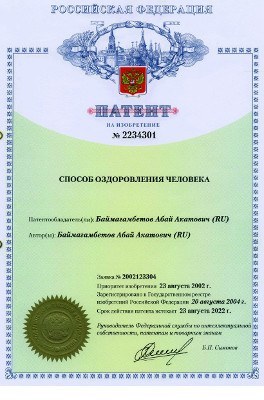 РОССИЙСКАЯ ФЕДЕРАЦИЯ
ПАТЕНТ
НА ИЗОБРЕТЕНИЕ
№ 2234301
СПОСОБ ОЗДОРОВЛЕНИЯ ЧЕЛОВЕКА
Патентообладатель(ли): Баймагамбетов Абай Акатович (RU)
Автор(ы): Баймагамбетов Абай Акатович (RU)
Заявка № 2002123304
Приоритет изобретения 23 августа 2002 г.
Зарегистрировано в Государственном реестре
изобретений Российской Федерации 20 августа 2004 г.
Срок действия патента истекает 23 августа 2022 г.
Руководитель Федеральной службы по интеллектуальной
собственности, патентам и товарным знакам
Б.П. Симонов